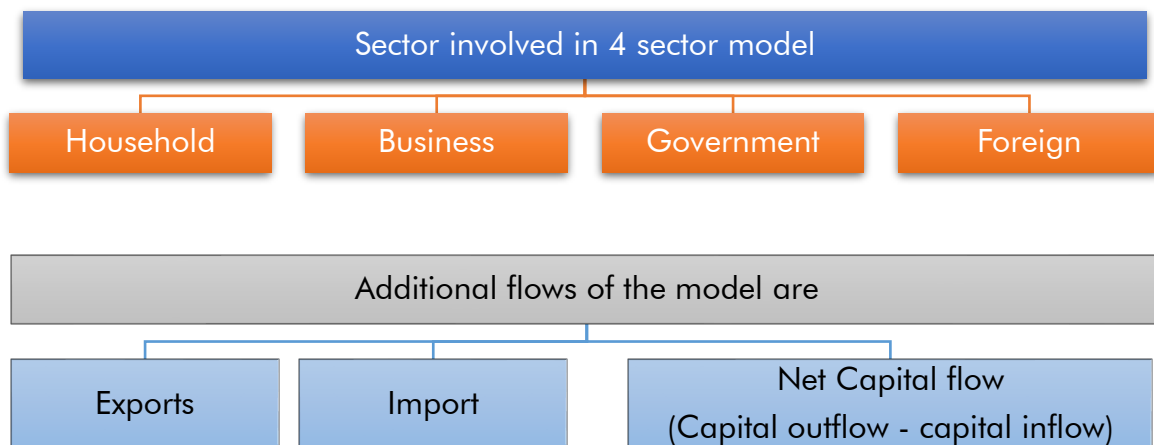 Sector involved in 4 sector model
Household
Business
Government
Foreign
Additional flows of the model are
Exports
Import
Net Capital flow
(Capital outflow - capital inflow)